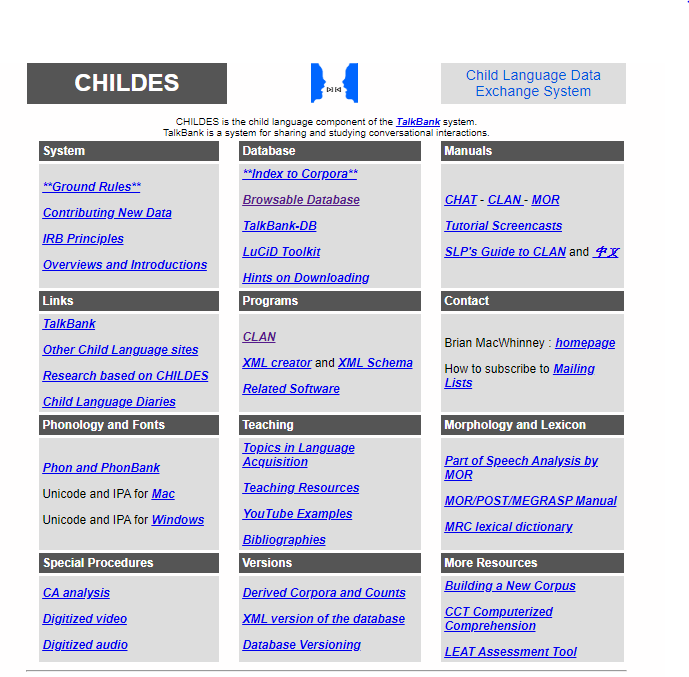 CHILDES
Child Language Data
Exchange System
CHILDES is the child language component of the TalkBank system.
TalkBank is a system for sharing and studying conversational interactions.
System
**Ground Rules**
Contributing New Data
IRB Principles
Overviews and Introductions
Database
**Index to Corpora**
Browsable Database
TalkBank-DB
LuCiD Toolkit
Hints on Downloading
Manuals
CHAT - CLAN - MOR
Tutorial Screencasts
SLP's Guide to CLAN and 中文
Links
TalkBank
Other Child Language sites
Research based on CHILDES
Child Language Diaries
Programs
CLAN
XML creator and XML Schema
Related Software
Contact
Brian MacWhinney : homepage
How to subscribe to Mailing
Lists
Phonology and Fonts
Phon and PhonBank
Unicode and IPA for Mac
Unicode and IPA for Windows
Teaching
Topics in Language
Acquisition
Teaching Resources
YouTube Examples
Bibliographies
Morphology and Lexicon
Part of Speech Analysis by
MOR
MOR/POST/MEGRASP Manual
MRC lexical dictionary
Special Procedures
CA analysis
Digitized video
Digitized audio
Versions
Derived Corpora and Counts
XML version of the database
Database Versioning
More Resources
Building a New Corpus
CCT Computerized
Comprehension
LEAT Assessment Tool